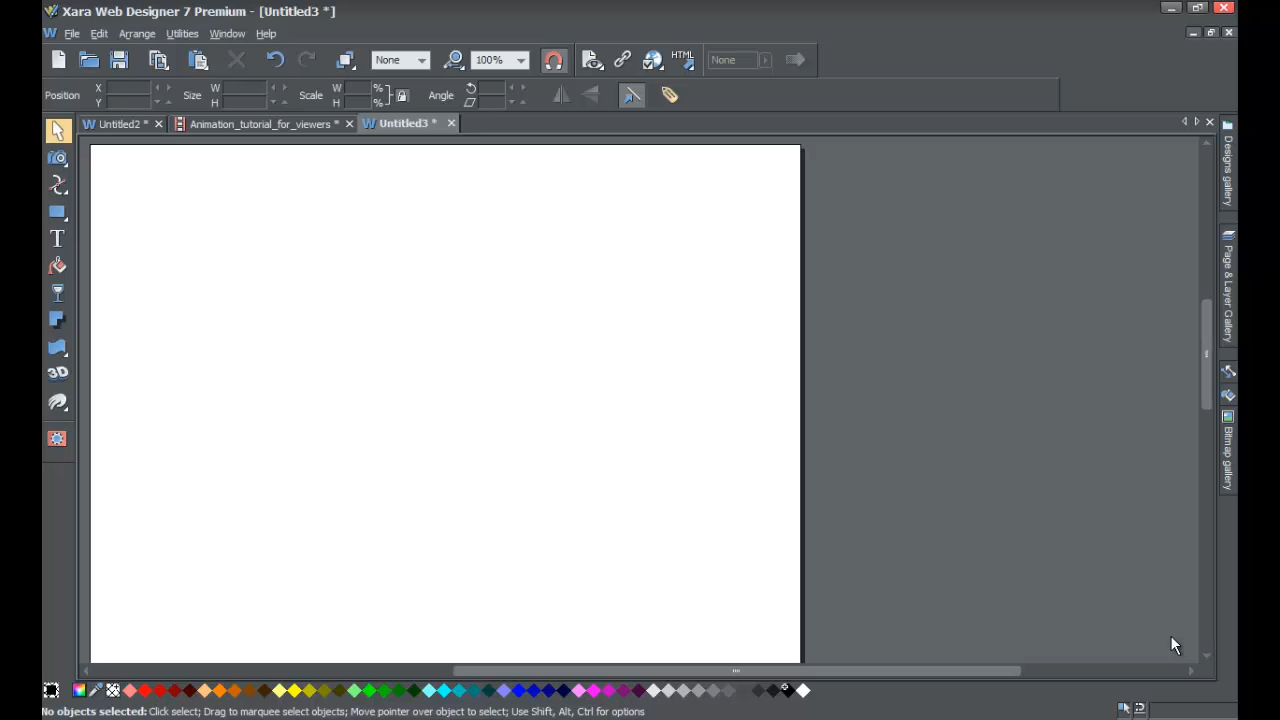 Xara Web Designer 7 Premium - [Untitled3 *]
File Edit Arrange Utilities Window Help
None 100% HTML None
Position X Y Size W H Scale W H % % Angle
Untitled2 * Animation_tutorial_for_viewers * Untitled3 *
Designs gallery
Page & Layer Gallery
Bitmap gallery
T
3D
No objects selected: Click select; Drag to marquee select objects; Move pointer over object to select; Use Shift, Alt, Ctrl for options